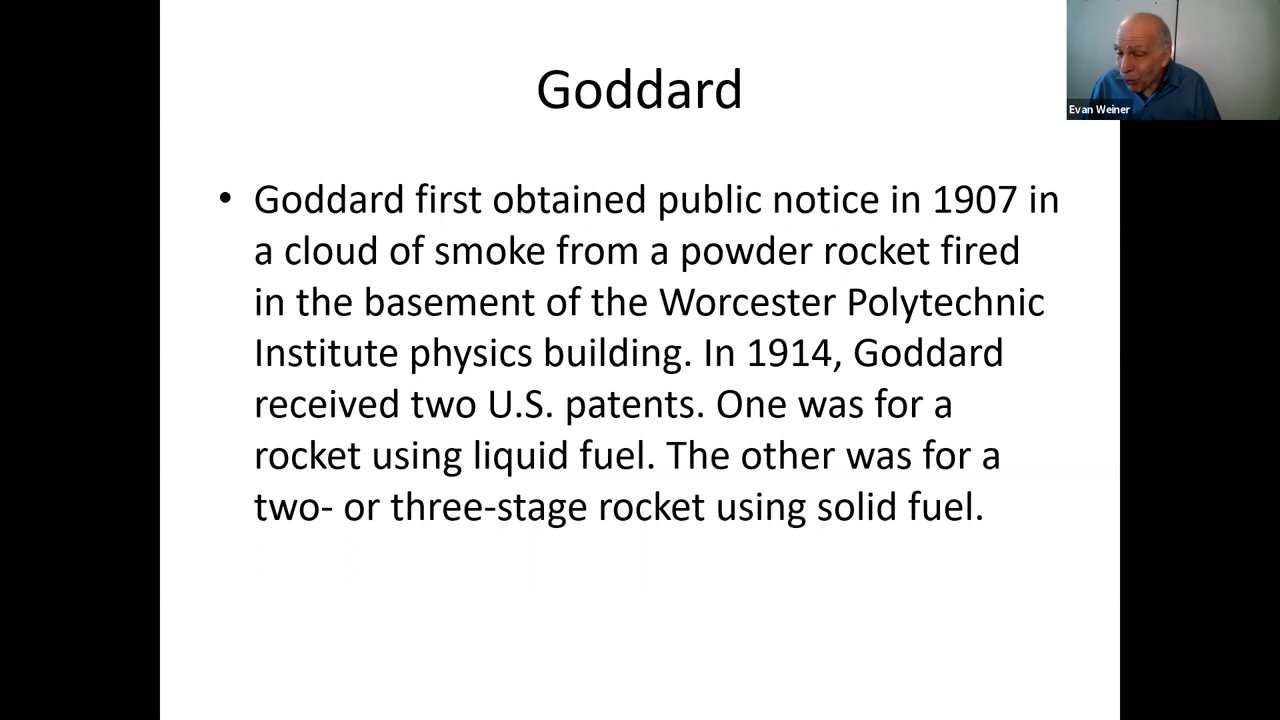 Goddard
Evan Weiner
• Goddard first obtained public notice in 1907 in
a cloud of smoke from a powder rocket fired
in the basement of the Worcester Polytechnic
Institute physics building. In 1914, Goddard
received two U.S. patents. One was for a
rocket using liquid fuel. The other was for a
two- or three-stage rocket using solid fuel.